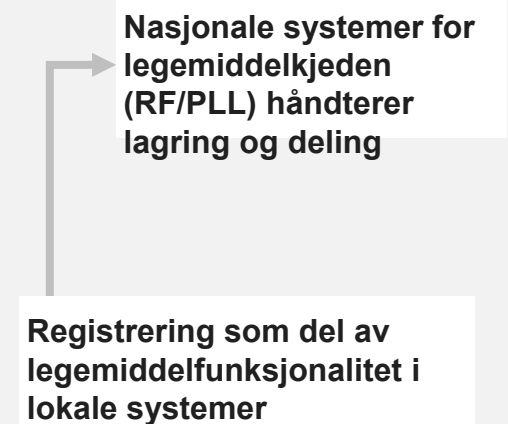 Nasjonale systemer for
legemiddelkjeden
(RF/PLL) håndterer
lagring og deling
Registrering som del av
legemiddelfunksjonalitet i
lokale systemer